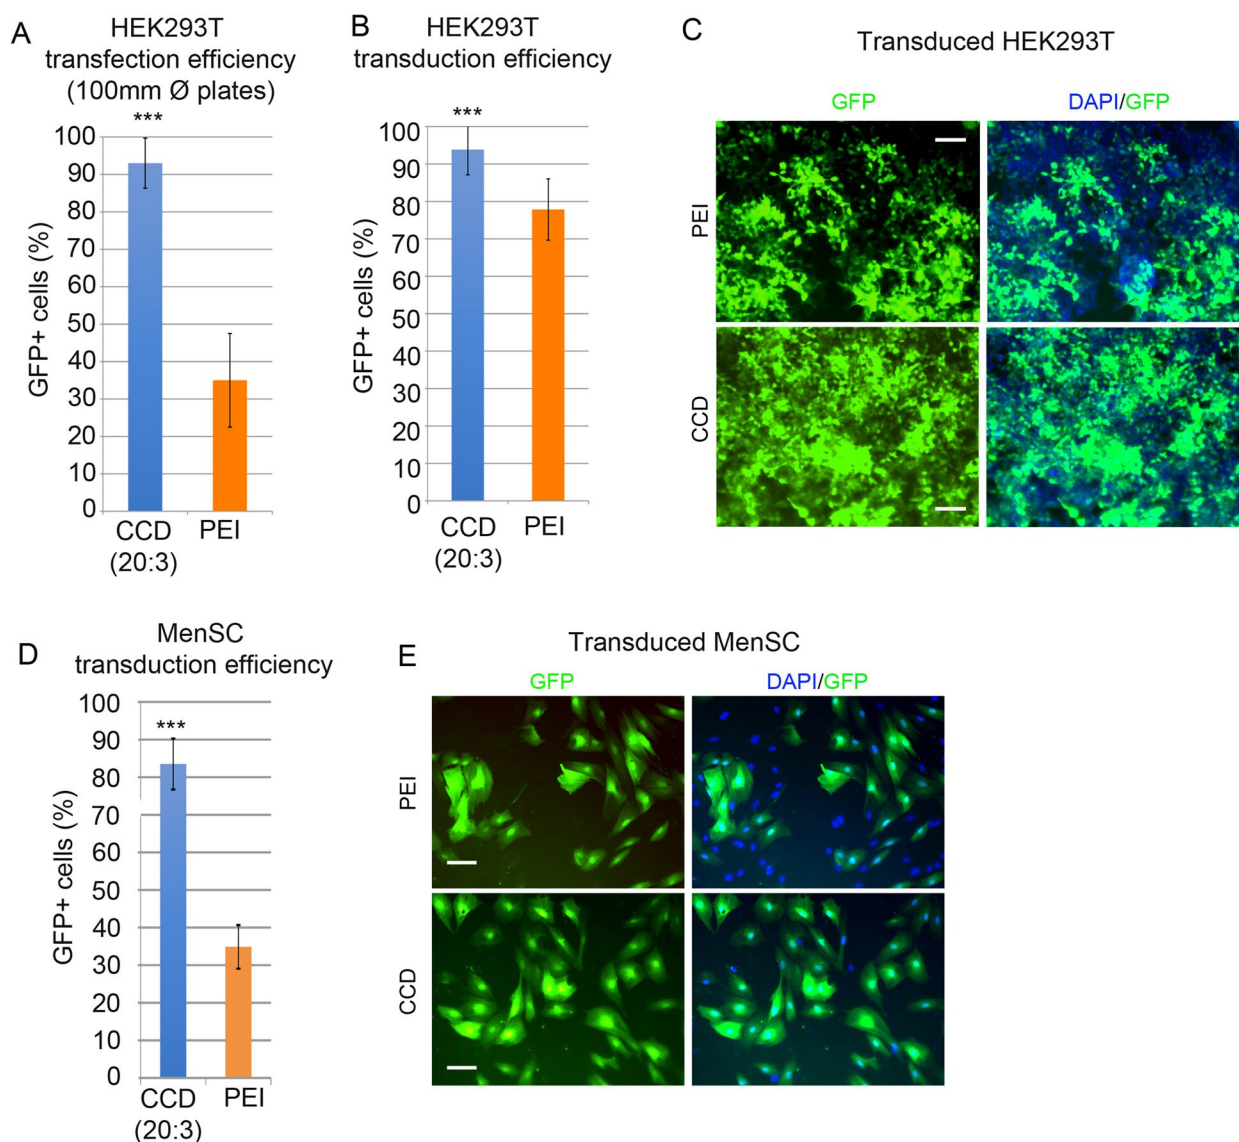 A
HEK293T
transfection efficiency
(100mm Ø plates)
***
GFP+ cells (%)
100
90
80
70
60
50
40
30
20
10
0
CCD
(20:3)
PEI
B
HEK293T
transduction efficiency
***
GFP+ cells (%)
100
90
80
70
60
50
40
30
20
10
0
CCD
(20:3)
PEI
C
Transduced HEK293T
GFP
DAPI/GFP
PEI
CCD
D
MenSC
transduction efficiency
***
GFP+ cells (%)
100
90
80
70
60
50
40
30
20
10
0
CCD
(20:3)
PEI
E
Transduced MenSC
GFP
DAPI/GFP
PEI
CCD